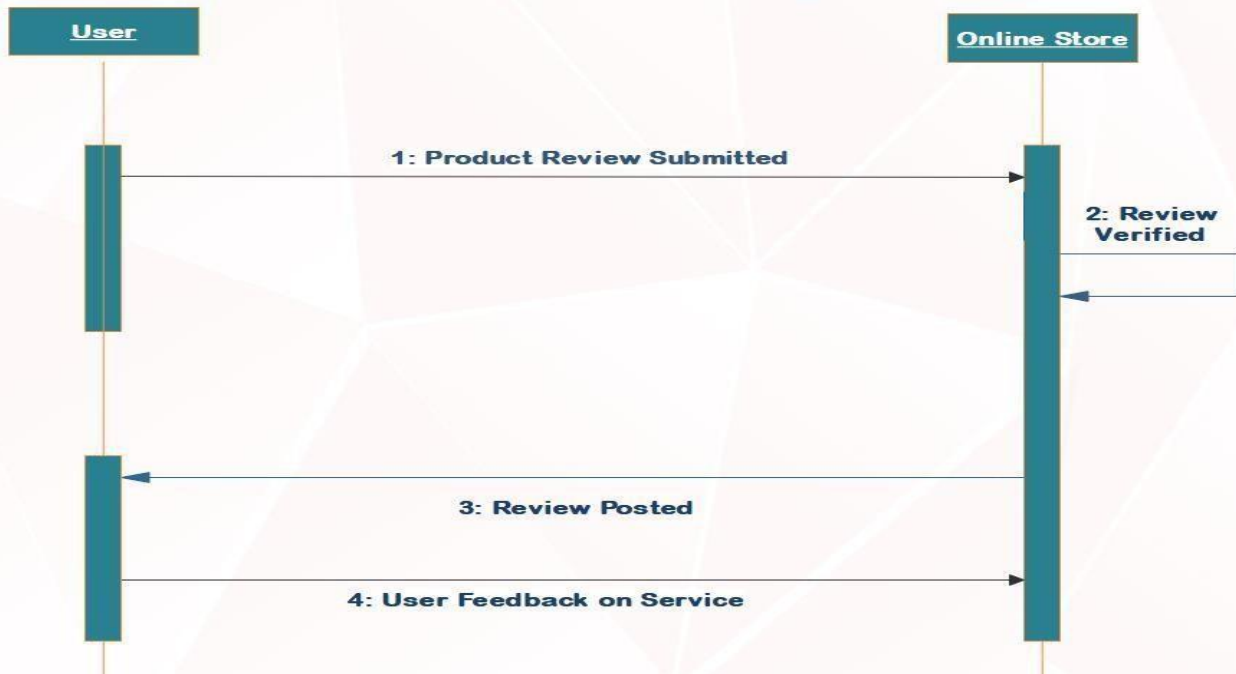 User
Online Store
1: Product Review Submitted
2: Review
Verified
3: Review Posted
4: User Feedback on Service